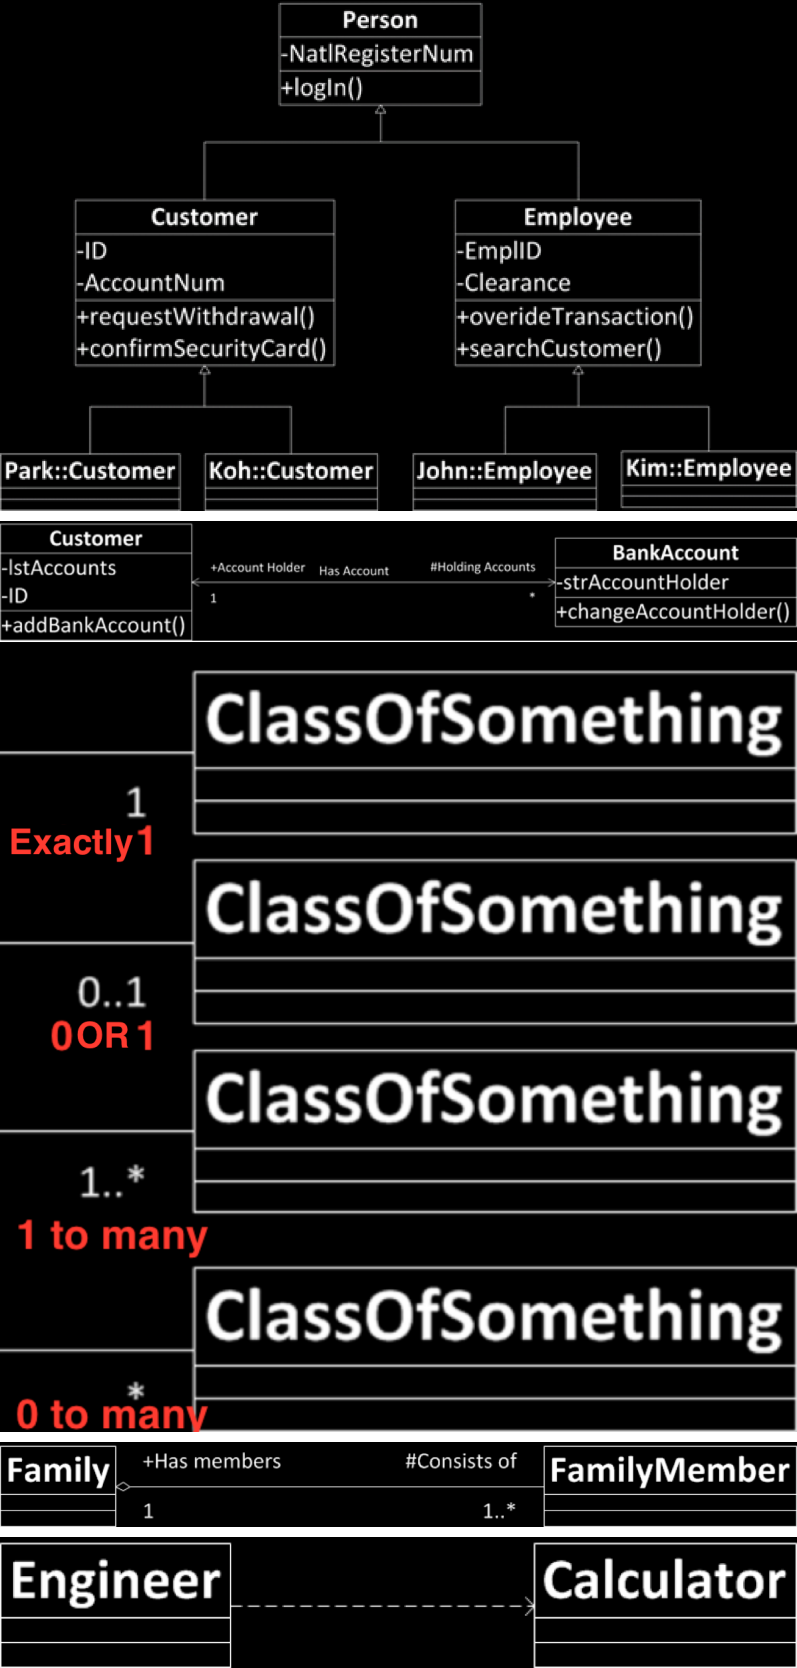 Person
-NatlRegisterNum
+logIn()
Customer
-ID
-AccountNum
+requestWithdrawal()
+confirmSecurityCard()
Employee
-EmplID
-Clearance
+overideTransaction()
+searchCustomer()
Park::Customer
Koh::Customer
John::Employee
Kim::Employee
Customer
-lstAccounts
-ID
+addBankAccount()
+Account Holder
Has Account
#Holding Accounts
1
*
BankAccount
-strAccountHolder
+changeAccountHolder()
ClassOfSomething
1
Exactly 1
ClassOfSomething
0..1
0 OR 1
ClassOfSomething
1..*
1 to many
ClassOfSomething
*
0 to many
Family
+Has members
#Consists of
1
1..*
FamilyMember
Engineer
Calculator